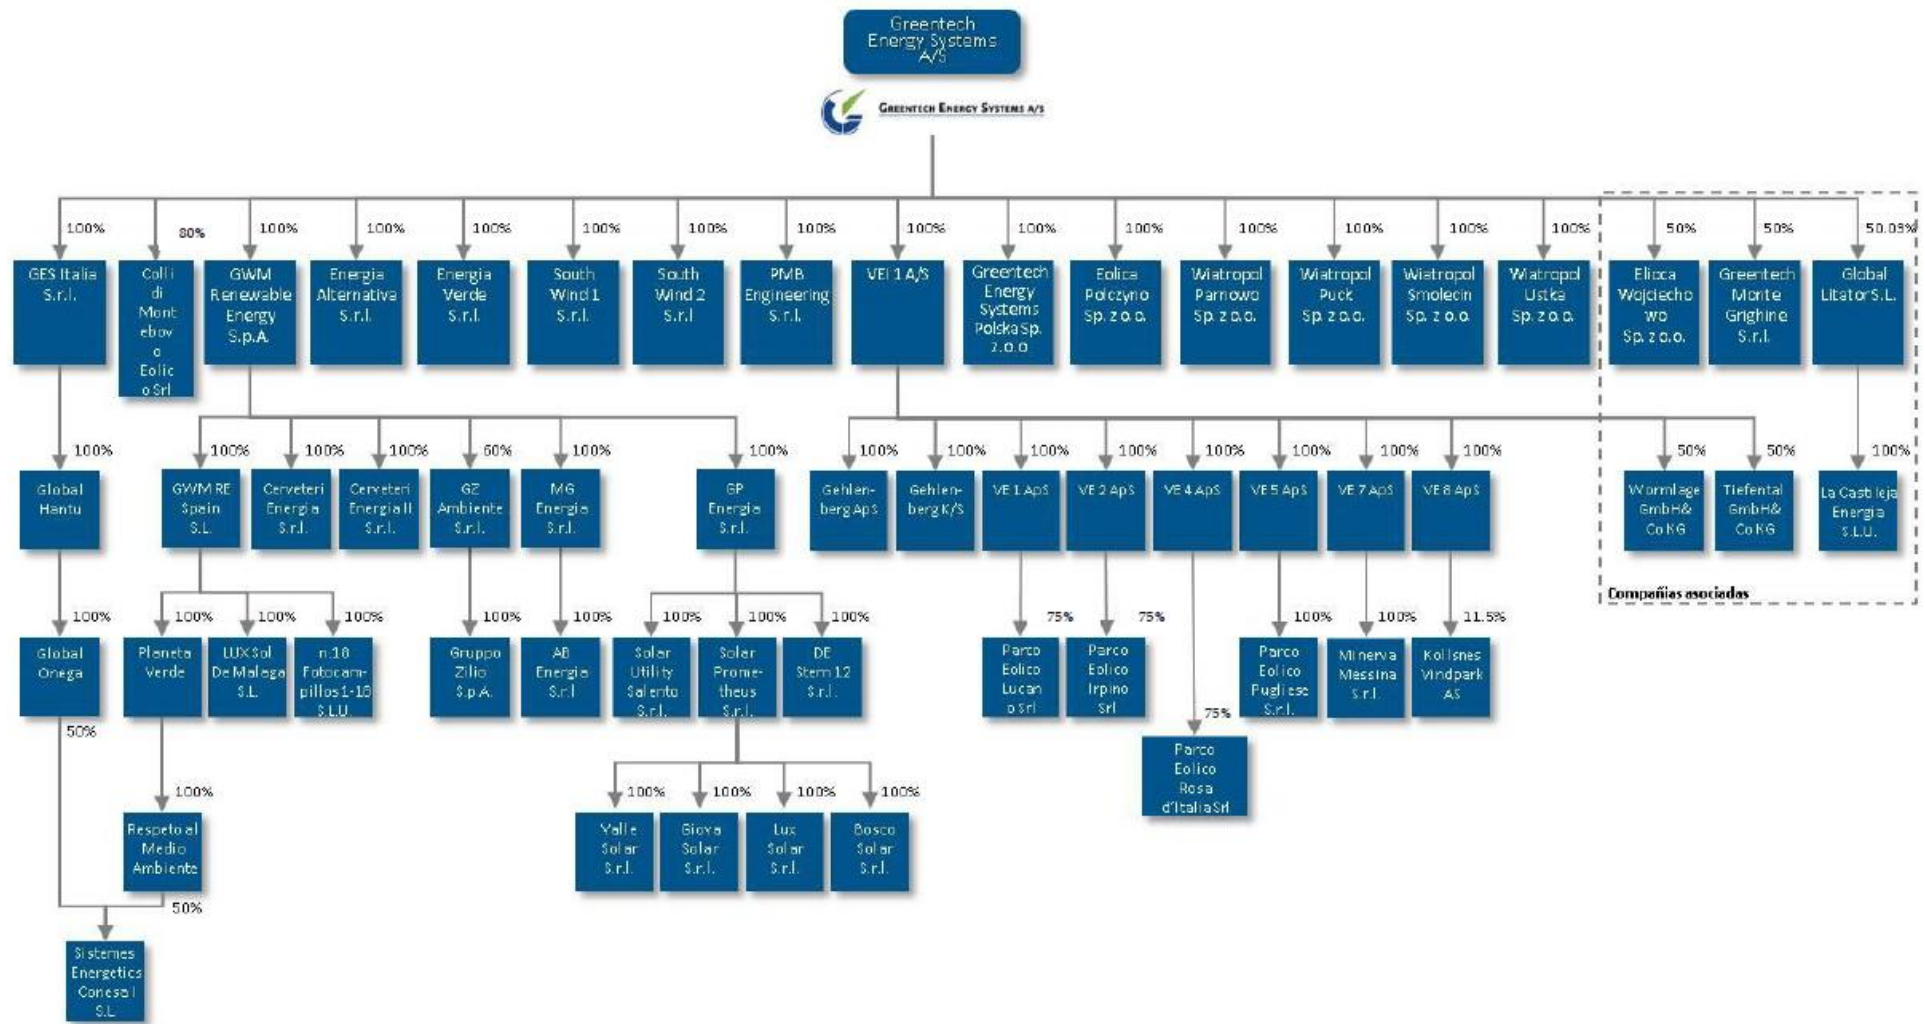 Greentech
Energy Systems
A/S
GREENTECH ENERGY SYSTEMS A/S
100%
80%
100%
100%
100%
100%
100%
100%
100%
100%
100%
100%
100%
100%
100%
50%
50%
50.03%
GES Italia
S.r.l.
Colli
di
Mont
ebov
o
Eolic
o Srl
GWM
Renewable
Energy
S.p.A.
Energia
Alternativa
S.r.l.
Energia
Verde
S.r.l.
South
Wind 1
S.r.l.
South
Wind 2
S.r.l
PMB
Engineering
S.r.l.
VEI 1 A/S
Greentech
Energy
Systems
Polska Sp.
z.o.o
Eolica
Polczyno
Sp. z o.o.
Wiatropol
Parnowo
Sp. z o.o.
Wiatropol
Puck
Sp. z o.o.
Wiatropol
Smolecin
Sp. z o.o.
Wiatropol
Ustka
Sp. z o.o.
Elioca
Wojciecho
wo
Sp. z o.o.
Greentech
Monte
Grighine
S.r.l.
Global
Litator S.L.
100%
100%
100%
100%
60%
100%
100%
100%
100%
100%
100%
100%
100%
100%
100%
50%
50%
100%
Global
Hantu
GWM RE
Spain
S.L.
Cerveteri
Energia
S.r.l.
Cerveteri
Energia II
S.r.l.
GZ
Ambiente
S.r.l.
MG
Energia
S.r.l.
GP
Energia
S.r.l.
Gehlen-
berg ApS
Gehlen-
berg K/S
VE 1 ApS
VE 2 ApS
VE 4 ApS
VE 5 ApS
VE 7 ApS
VE 8 ApS
Wormlage
GmbH &
Co KG
Tiefental
GmbH &
Co KG
La Castilleja
Energia
S.L.U.
Compañias asociadas
100%
100%
100%
100%
100%
100%
100%
100%
100%
75%
75%
100%
100%
11.5%
Global
Onega
Planeta
Verde
LUX Sol
De Malaga
S.L.
n.18
Fotocam-
pillos 1-18
S.L.U.
Gruppo
Zilio
S.p.A.
AB
Energia
S.r.l
Solar
Utility
Salento
S.r.l.
Solar
Prome-
theus
S.r.l.
DE
Stern 12
S.r.l.
Parco
Eolico
Lucan
o Srl
Parco
Eolico
Irpino
Srl
Parco
Eolico
Pugliese
S.r.l.
Minerva
Messina
S.r.l.
Kollsnes
Vindpark
AS
50%
75%
Parco
Eolico
Rosa
d'Italia Srl
100%
100%
100%
100%
100%
Respeto al
Medio
Ambiente
Valle
Solar
S.r.l.
Giova
Solar
S.r.l.
Lux
Solar
S.r.l.
Bosco
Solar
S.r.l.
50%
Sistemes
Energetics
Conesa I
S.L